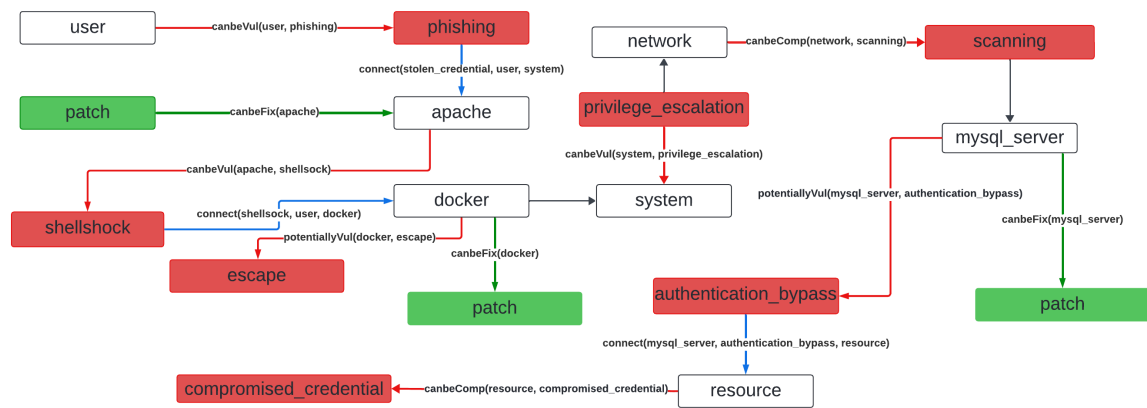 user
canbeVul(user, phishing)
phishing
network
canbeComp(network, scanning)
scanning
connect(stolen_credential, user, system)
patch
canbeFix(apache)
apache
privilege_escalation
mysql_server
canbeVul(apache, shellsock)
canbeVul(system, privilege_escalation)
potentiallyVul(mysql_server, authentication_bypass)
shellshock
connect(shellsock, user, docker)
docker
system
canbeFix(mysql_server)
potentiallyVul(docker, escape)
canbeFix(docker)
escape
patch
authentication_bypass
patch
connect(mysql_server, authentication_bypass, resource)
compromised_credential
canbeComp(resource, compromised_credential)
resource